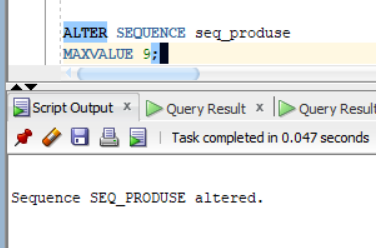 ALTER SEQUENCE seq_produse
MAXVALUE 9;
Script Output x Query Result x Query Result
Task completed in 0.047 seconds
Sequence SEQ_PRODUSE altered.